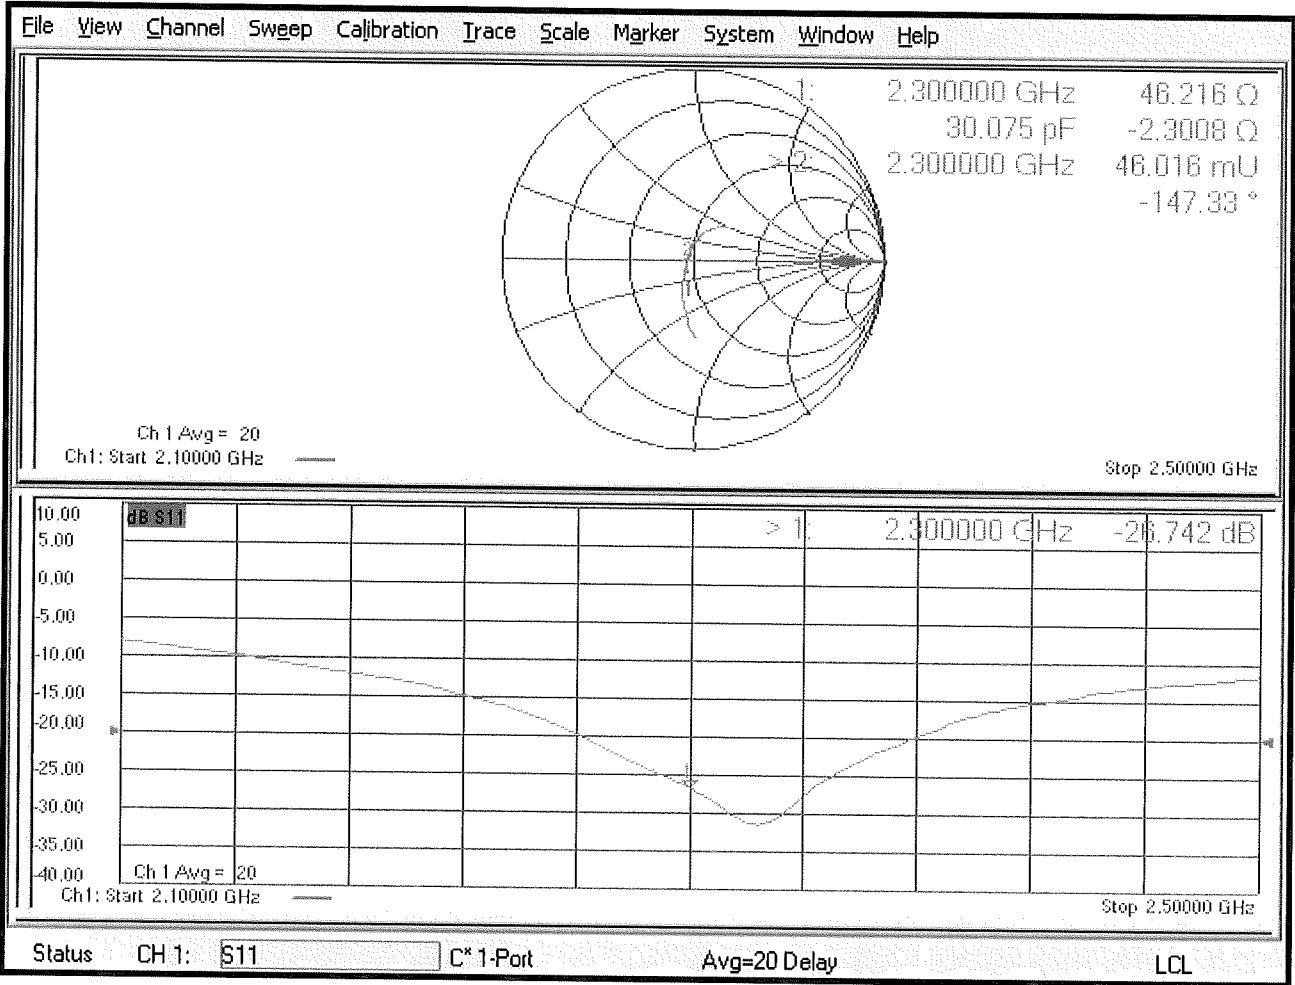 File View Channel Sweep Calibration Trace Scale Marker System Window Help
1: 2.300000 GHz 46.216 Ω
30.075 pF -2.3008 Ω
> 2: 2.300000 GHz 46.016 mU
-147.33 °
Ch 1 Avg = 20
Ch1: Start 2.10000 GHz
Stop 2.50000 GHz
10.00
dB S11
> 1: 2.300000 GHz -26.742 dB
5.00
0.00
-5.00
-10.00
-15.00
-20.00
-25.00
-30.00
-35.00
-40.00
Ch 1 Avg = 20
Ch1: Start 2.10000 GHz
Stop 2.50000 GHz
Status CH 1: S11 C* 1-Port Avg=20 Delay LCL